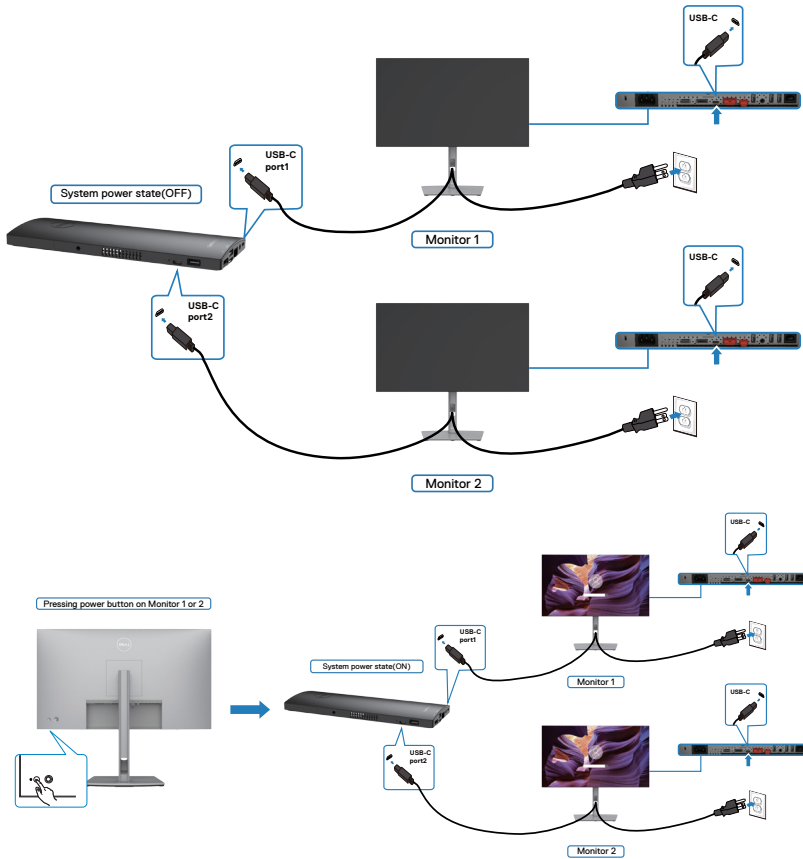 USB-C
USB-C
port1
System power state(OFF)
Monitor 1
USB-C
USB-C
port2
Monitor 2
USB-C
Pressing power button on Monitor 1 or 2
USB-C
port1
DELL
System power state(ON)
Monitor 1
USB-C
USB-C
port2
Monitor 2